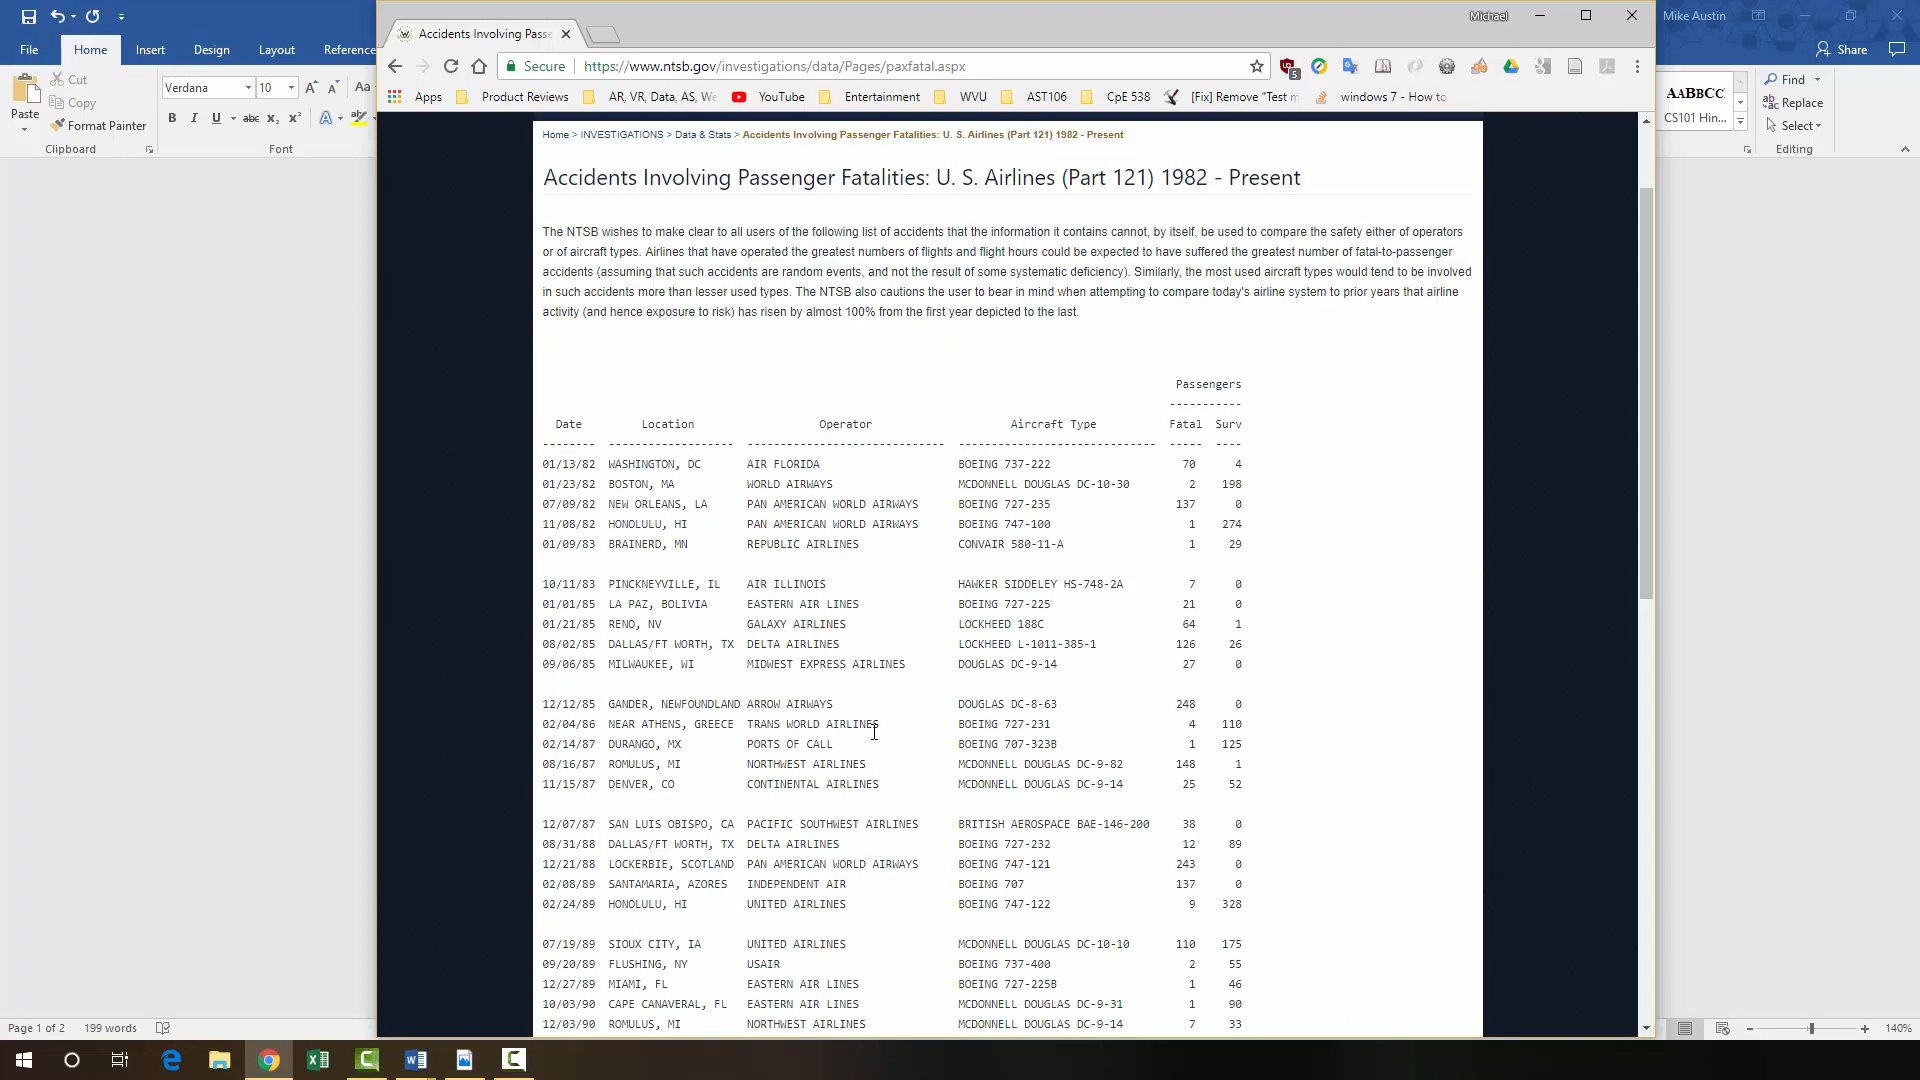 Mike Austin
File Home Insert Design Layout Reference
Share
Cut
Copy
Paste
Format Painter
Clipboard
Verdana 10
B I U abc x₂ x²
Font
AABBCC
CS101 Hin...
Find
Replace
Select
Editing
Michael
Accidents Involving Passe
Secure https://www.ntsb.gov/investigations/data/Pages/paxfatal.aspx
5
Apps Product Reviews AR, VR, Data, AS, We YouTube Entertainment WVU AST106 CpE 538 [Fix] Remove "Test m windows 7 - How to
Home > INVESTIGATIONS > Data & Stats > Accidents Involving Passenger Fatalities: U. S. Airlines (Part 121) 1982 - Present
Accidents Involving Passenger Fatalities: U. S. Airlines (Part 121) 1982 - Present
The NTSB wishes to make clear to all users of the following list of accidents that the information it contains cannot, by itself, be used to compare the safety either of operators
or of aircraft types. Airlines that have operated the greatest numbers of flights and flight hours could be expected to have suffered the greatest number of fatal-to-passenger
accidents (assuming that such accidents are random events, and not the result of some systematic deficiency). Similarly, the most used aircraft types would tend to be involved
in such accidents more than lesser used types. The NTSB also cautions the user to bear in mind when attempting to compare today's airline system to prior years that airline
activity (and hence exposure to risk) has risen by almost 100% from the first year depicted to the last.
Passengers
-----------
Date Location Operator Aircraft Type Fatal Surv
-------- ------------------- ------------------------------ ------------------------------ ----- ----
01/13/82 WASHINGTON, DC AIR FLORIDA BOEING 737-222 70 4
01/23/82 BOSTON, MA WORLD AIRWAYS MCDONNELL DOUGLAS DC-10-30 2 198
07/09/82 NEW ORLEANS, LA PAN AMERICAN WORLD AIRWAYS BOEING 727-235 137 0
11/08/82 HONOLULU, HI PAN AMERICAN WORLD AIRWAYS BOEING 747-100 1 274
01/09/83 BRAINERD, MN REPUBLIC AIRLINES CONVAIR 580-11-A 1 29
10/11/83 PINCKNEYVILLE, IL AIR ILLINOIS HAWKER SIDDELEY HS-748-2A 7 0
01/01/85 LA PAZ, BOLIVIA EASTERN AIR LINES BOEING 727-225 21 0
01/21/85 RENO, NV GALAXY AIRLINES LOCKHEED 188C 64 1
08/02/85 DALLAS/FT WORTH, TX DELTA AIRLINES LOCKHEED L-1011-385-1 126 26
09/06/85 MILWAUKEE, WI MIDWEST EXPRESS AIRLINES DOUGLAS DC-9-14 27 0
12/12/85 GANDER, NEWFOUNDLAND ARROW AIRWAYS DOUGLAS DC-8-63 248 0
02/04/86 NEAR ATHENS, GREECE TRANS WORLD AIRLINES BOEING 727-231 4 110
02/14/87 DURANGO, MX PORTS OF CALL BOEING 707-323B 1 125
08/16/87 ROMULUS, MI NORTHWEST AIRLINES MCDONNELL DOUGLAS DC-9-82 148 1
11/15/87 DENVER, CO CONTINENTAL AIRLINES MCDONNELL DOUGLAS DC-9-14 25 52
12/07/87 SAN LUIS OBISPO, CA PACIFIC SOUTHWEST AIRLINES BRITISH AEROSPACE BAE-146-200 38 0
08/31/88 DALLAS/FT WORTH, TX DELTA AIRLINES BOEING 727-232 12 89
12/21/88 LOCKERBIE, SCOTLAND PAN AMERICAN WORLD AIRWAYS BOEING 747-121 243 0
02/08/89 SANTAMARIA, AZORES INDEPENDENT AIR BOEING 707 137 0
02/24/89 HONOLULU, HI UNITED AIRLINES BOEING 747-122 9 328
07/19/89 SIOUX CITY, IA UNITED AIRLINES MCDONNELL DOUGLAS DC-10-10 110 175
09/20/89 FLUSHING, NY USAIR BOEING 737-400 2 55
12/27/89 MIAMI, FL EASTERN AIR LINES BOEING 727-225B 1 46
10/03/90 CAPE CANAVERAL, FL EASTERN AIR LINES MCDONNELL DOUGLAS DC-9-31 1 90
12/03/90 ROMULUS, MI NORTHWEST AIRLINES MCDONNELL DOUGLAS DC-9-14 7 33
Page 1 of 2 199 words
140%